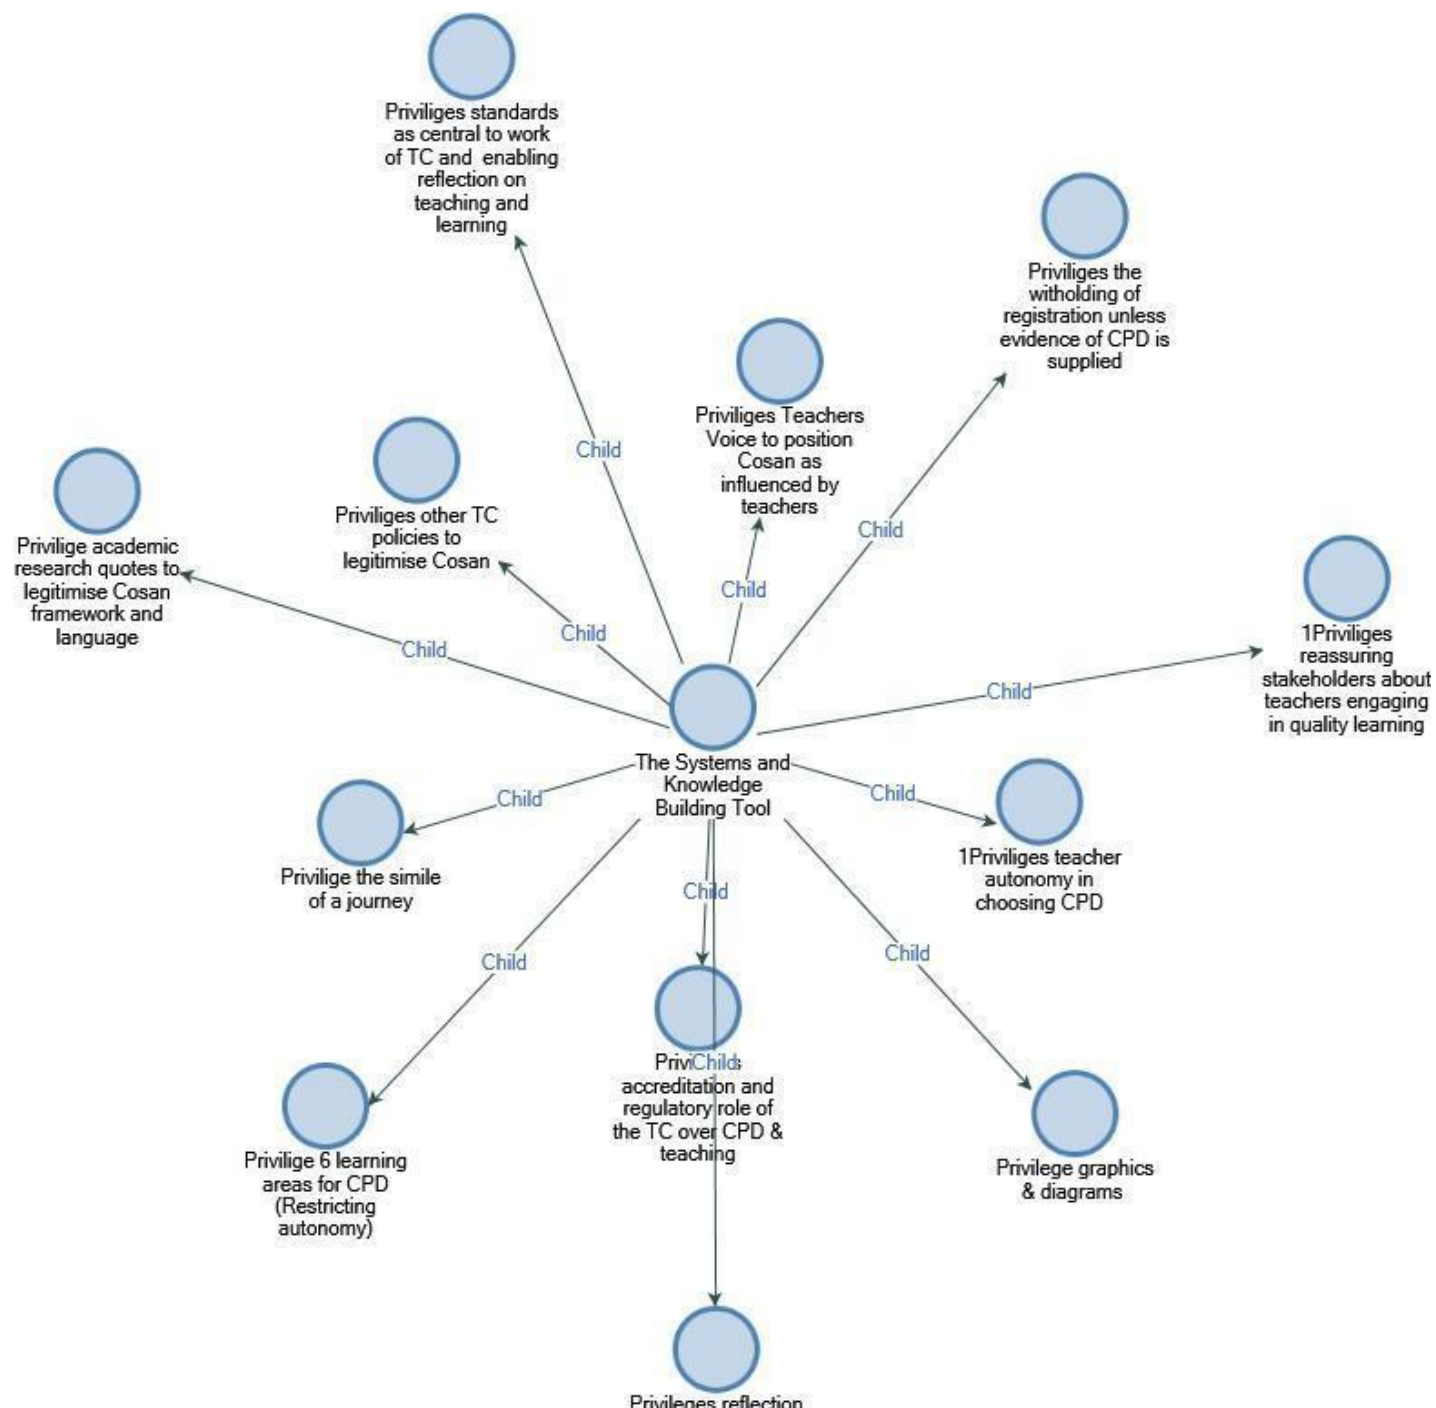 Priviliges standards
as central to work
of TC and enabling
reflection on
teaching and
learning
Priviliges the
witholding of
registration unless
evidence of CPD is
supplied
Priviliges Teachers
Voice to position
Cosan as
influenced by
teachers
Child
Priviliges other TC
policies to
legitimise Cosan
Child
Privilige academic
research quotes to
legitimise Cosan
framework and
language
Child
Child
Child
1Priviliges
reassuring
stakeholders about
teachers engaging
in quality learning
Child
Child
The Systems and
Knowledge
Building Tool
Child
Child
1Priviliges teacher
autonomy in
choosing CPD
Privilige the simile
of a journey
Child
Child
Child
Child
accreditation and
regulatory role of
the TC over CPD &
teaching
Privilige 6 learning
areas for CPD
(Restricting
autonomy)
Privilege graphics
& diagrams
Privileges reflection